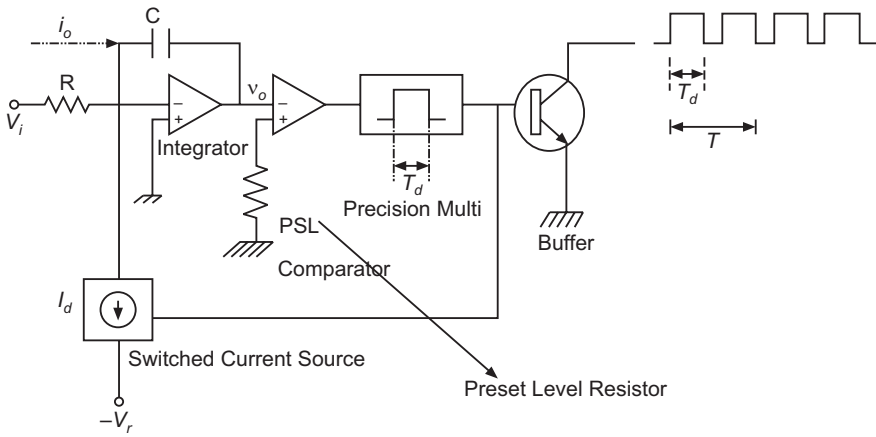 i_o
C
R
V_i
−
+
Integrator
v_o
−
+
T_d
Precision Multi
PSL
Comparator
Buffer
T_d
T
I_d
Switched Current Source
Preset Level Resistor
−V_r